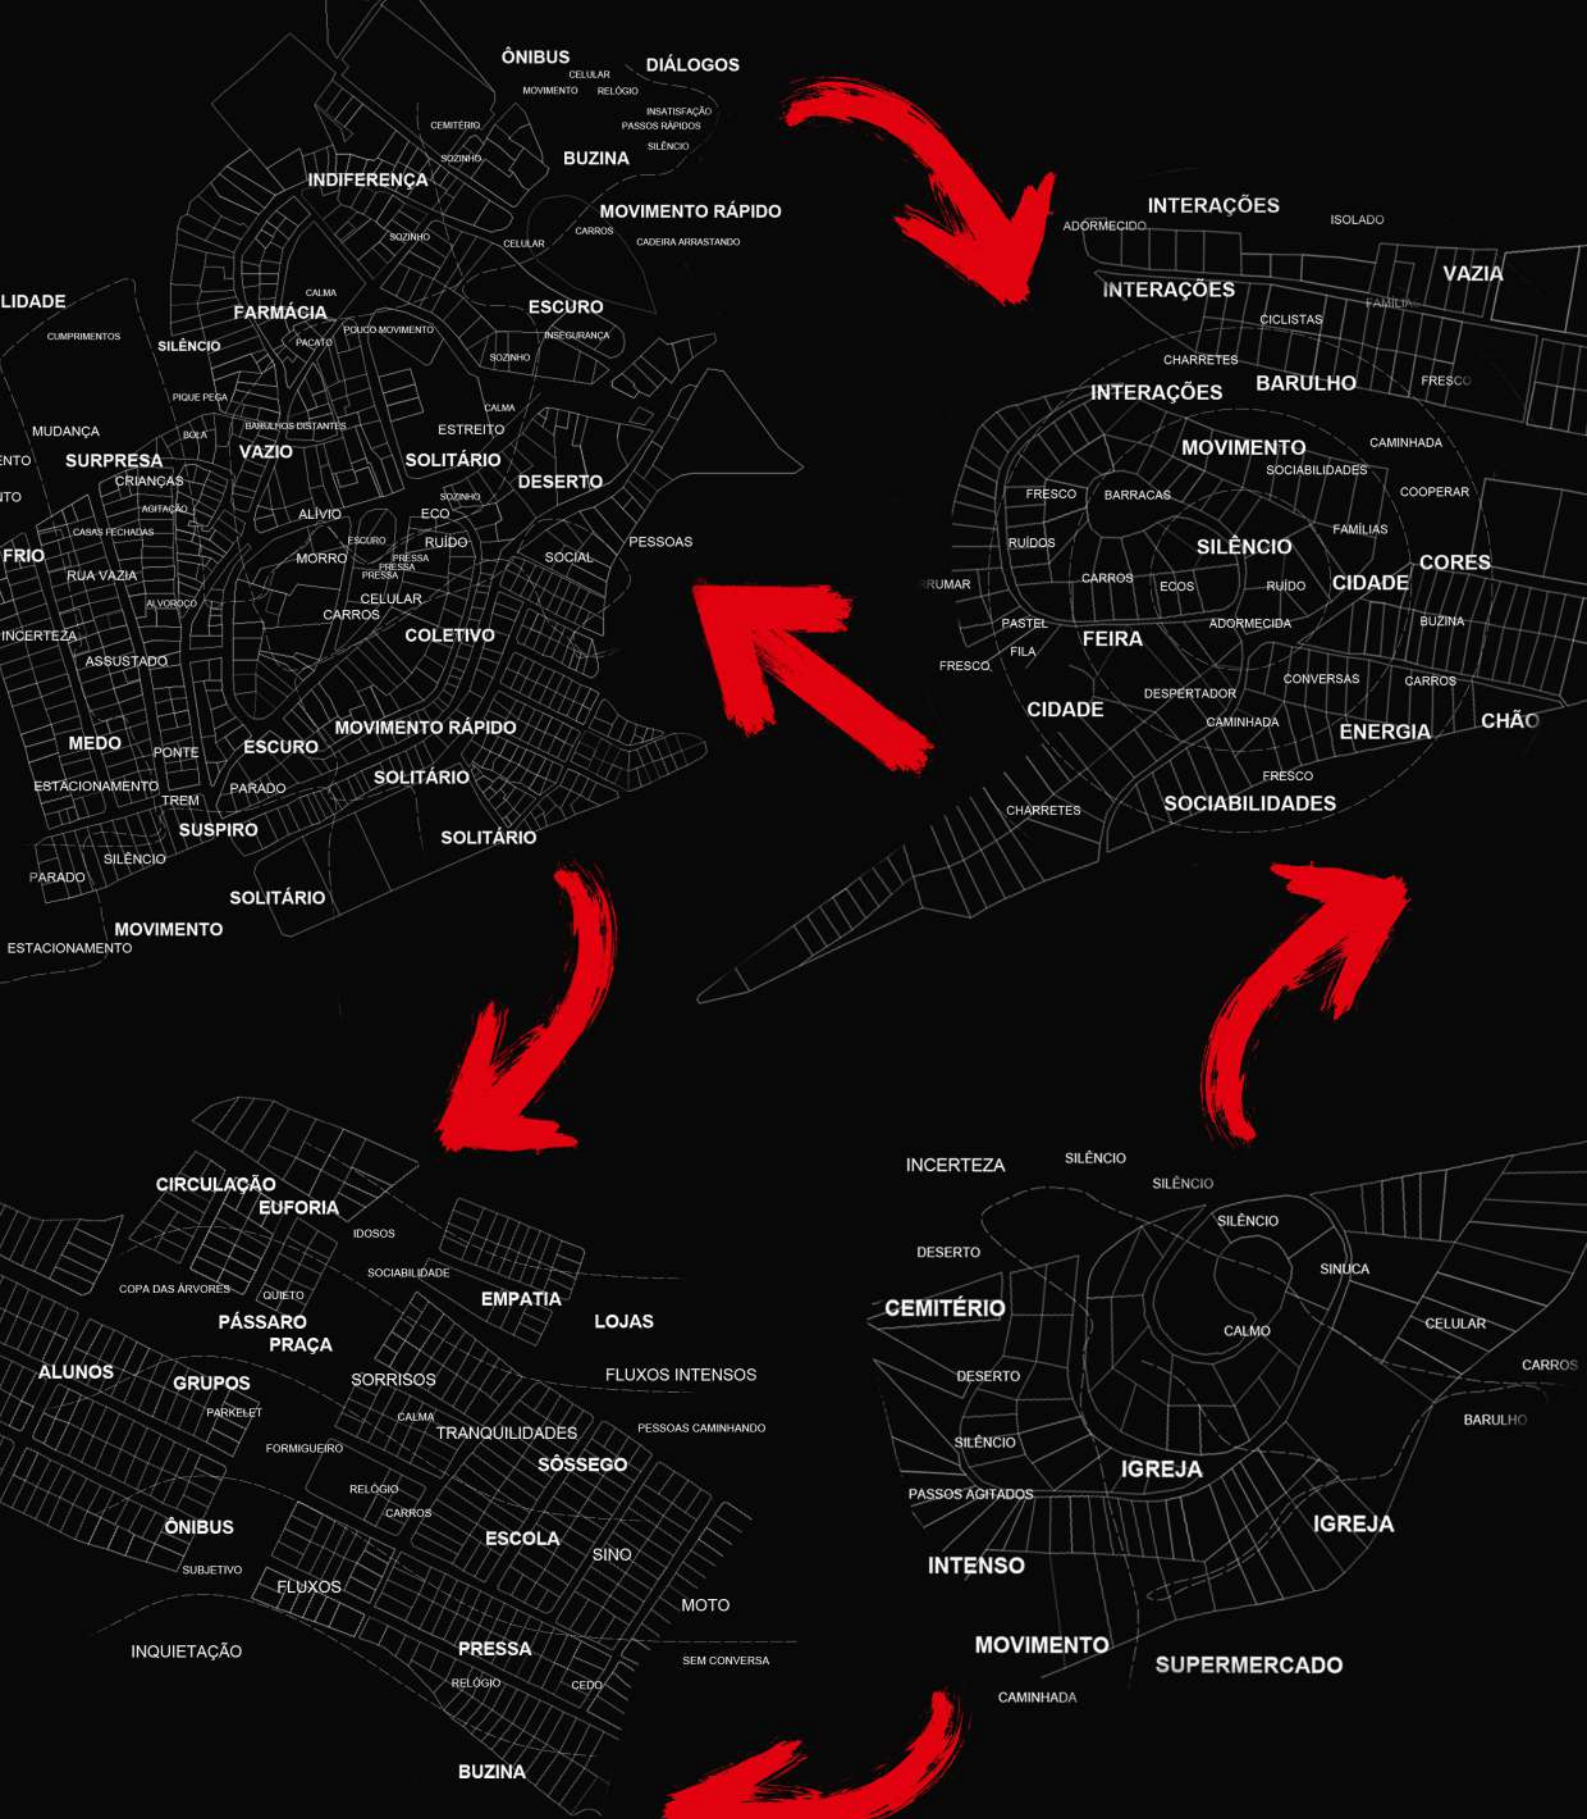 ÔNIBUS
DIÁLOGOS
CELULAR
MOVIMENTO
RELÓGIO
INSATISFAÇÃO
PASSOS RÁPIDOS
CEMITÉRIO
SILÊNCIO
SOZINHO
BUZINA
INDIFERENÇA
MOVIMENTO RÁPIDO
CARROS
SOZINHO
CELULAR
CADEIRA ARRASTANDO
CALMA
LIDADE
FARMÁCIA
ESCURO
CUMPRIMENTOS
POUCO MOVIMENTO
INSEGURANÇA
SILÊNCIO
PACATO
SOZINHO
PIQUE PEGA
CALMA
BARULHOS DISTANTES
MUDANÇA
BOLA
ESTREITO
VAZIO
ENTO
SURPRESA
SOLITÁRIO
CRIANÇAS
DESERTO
NTO
SOZINHO
AGITAÇÃO
ALÍVIO
ECO
CASAS FECHADAS
ESCURO
RUÍDO
PESSOAS
FRIO
MORRO
PRESSA
SOCIAL
PRESSA
RUA VAZIA
PRESSA
ALVOROÇO
CELULAR
CARROS
INCERTEZA
COLETIVO
ASSUSTADO
MOVIMENTO RÁPIDO
MEDO
PONTE
ESCURO
SOLITÁRIO
ESTACIONAMENTO
PARADO
TREM
SUSPIRO
SOLITÁRIO
SILÊNCIO
PARADO
SOLITÁRIO
MOVIMENTO
ESTACIONAMENTO
INTERAÇÕES
ADORMECIDO
ISOLADO
VAZIA
INTERAÇÕES
FAMÍLIA
CICLISTAS
CHARRETES
BARULHO
FRESCO
INTERAÇÕES
MOVIMENTO
CAMINHADA
SOCIABILIDADES
FRESCO
BARRACAS
COOPERAR
FAMÍLIAS
RUÍDOS
SILÊNCIO
CORES
CARROS
RRUMAR
ECOS
RUÍDO
CIDADE
PASTEL
ADORMECIDA
BUZINA
FEIRA
FILA
FRESCO
CONVERSAS
CARROS
DESPERTADOR
CIDADE
CAMINHADA
CHÃO
ENERGIA
FRESCO
SOCIABILIDADES
CHARRETES
CIRCULAÇÃO
EUFORIA
IDOSOS
SOCIABILIDADE
COPA DAS ÁRVORES
QUIETO
EMPATIA
PÁSSARO
LOJAS
PRAÇA
ALUNOS
GRUPOS
SORRISOS
FLUXOS INTENSOS
PARKELET
CALMA
TRANQUILIDADES
PESSOAS CAMINHANDO
FORMIGUEIRO
SÔSSEGO
RELÓGIO
CARROS
ÔNIBUS
ESCOLA
SINO
SUBJETIVO
FLUXOS
MOTO
INQUIETAÇÃO
PRESSA
SEM CONVERSA
RELÓGIO
CEDO
BUZINA
INCERTEZA
SILÊNCIO
SILÊNCIO
SILÊNCIO
DESERTO
SINUCA
CEMITÉRIO
CALMO
CELULAR
DESERTO
CARROS
BARULHO
SILÊNCIO
IGREJA
PASSOS AGITADOS
IGREJA
INTENSO
MOVIMENTO
SUPERMERCADO
CAMINHADA